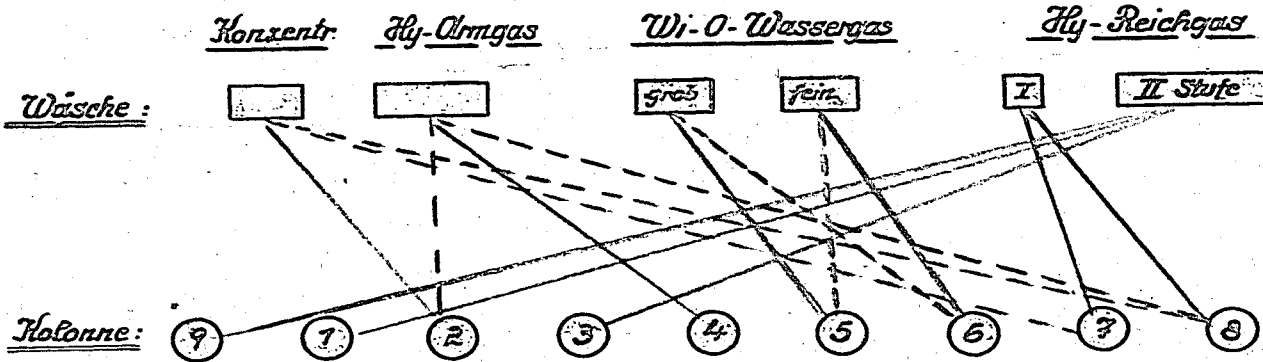 Konzentr. Hy-Armgas Wi-O-Wassergas Hy-Reichgas
Wäsche: grob fein I II Stufe
Kolonne: 9 1 2 3 4 5 6 7 8